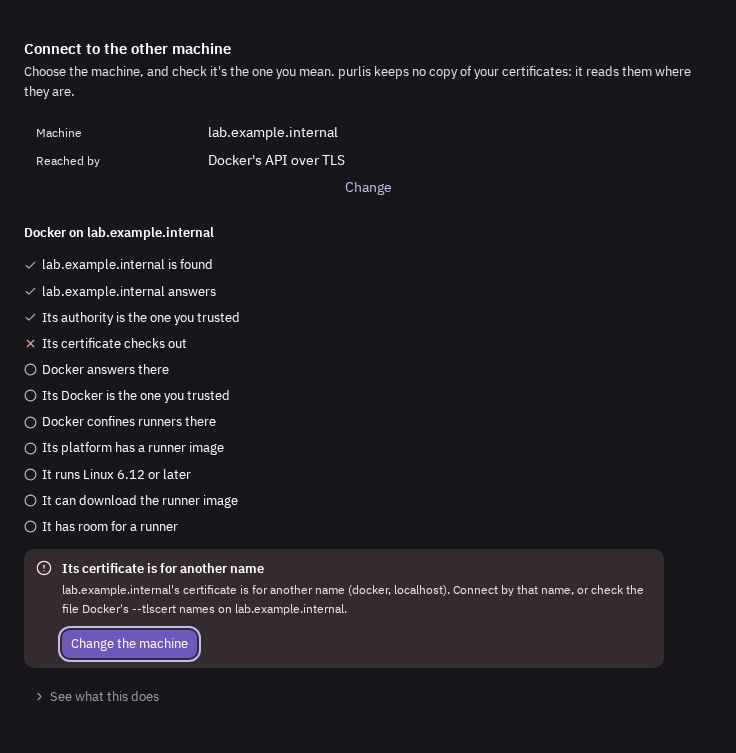 Connect to the other machine
Choose the machine, and check it's the one you mean. purlis keeps no copy of your certificates: it reads them where
they are.
Machine
lab.example.internal
Reached by
Docker's API over TLS
Change
Docker on lab.example.internal
lab.example.internal is found
lab.example.internal answers
Its authority is the one you trusted
Its certificate checks out
Docker answers there
Its Docker is the one you trusted
Docker confines runners there
Its platform has a runner image
It runs Linux 6.12 or later
It can download the runner image
It has room for a runner
Its certificate is for another name
lab.example.internal's certificate is for another name (docker, localhost). Connect by that name, or check the
file Docker's --tlscert names on lab.example.internal.
Change the machine
See what this does